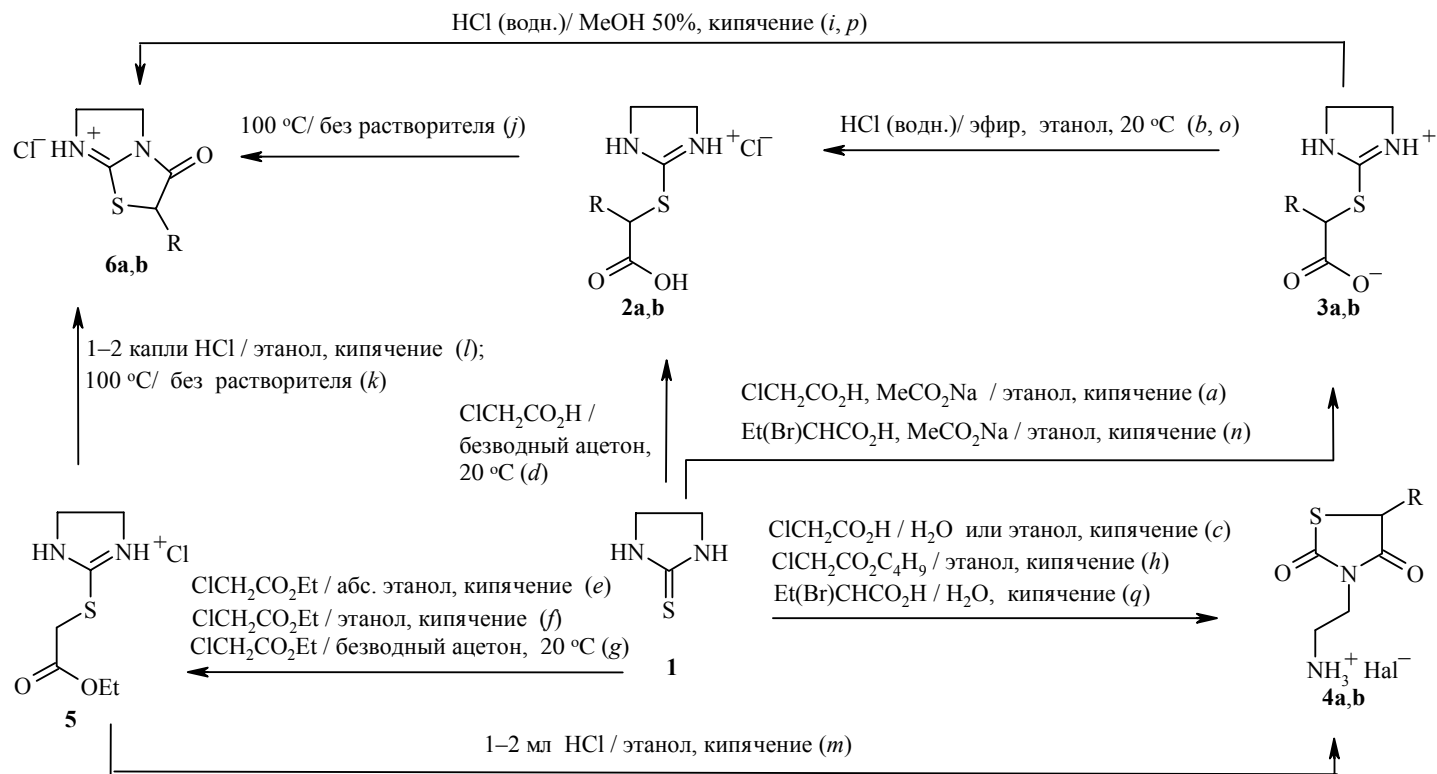 HCl (водн.)/ MeOH 50%, кипячение (i, p)
Cl– HN + N O S R
6a,b
100 °C/ без растворителя (j)
HN NH +Cl– S R O OH
2a,b
HCl (водн.)/ эфир, этанол, 20 °C (b, o)
HN NH + S R O O–
3a,b
1–2 капли HCl / этанол, кипячение (l);
100 °C/ без растворителя (k)
ClCH2CO2H /
безводный ацетон,
20 °C (d)
ClCH2CO2H, MeCO2Na / этанол, кипячение (a)
Et(Br)CHCO2H, MeCO2Na / этанол, кипячение (n)
HN NH +Cl S O OEt
5
ClCH2CO2Et / абс. этанол, кипячение (e)
ClCH2CO2Et / этанол, кипячение (f)
ClCH2CO2Et / безводный ацетон, 20 °C (g)
HN NH S
1
ClCH2CO2H / H2O или этанол, кипячение (c)
ClCH2CO2C4H9 / этанол, кипячение (h)
Et(Br)CHCO2H / H2O, кипячение (q)
R S O N O NH3+ Hal–
4a,b
1–2 мл HCl / этанол, кипячение (m)